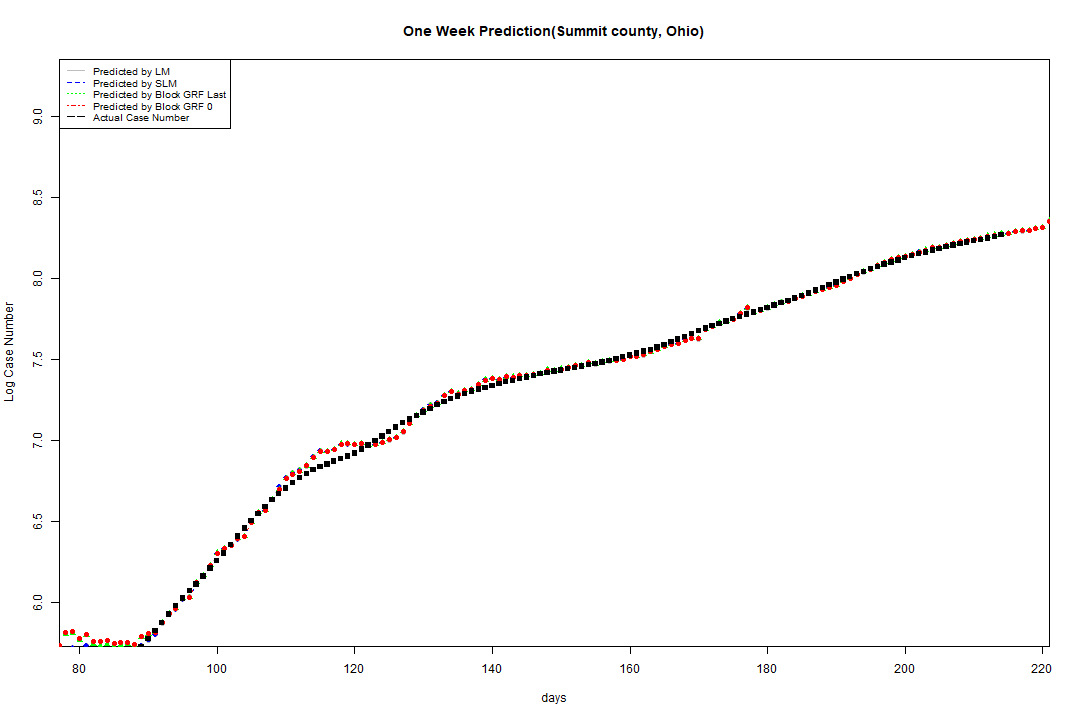 One Week Prediction(Summit county, Ohio)
Predicted by LM
Predicted by SLM
Predicted by Block GRF Last
Predicted by Block GRF 0
Actual Case Number
9.0
8.5
8.0
7.5
7.0
6.5
6.0
Log Case Number
80 100 120 140 160 180 200 220
days